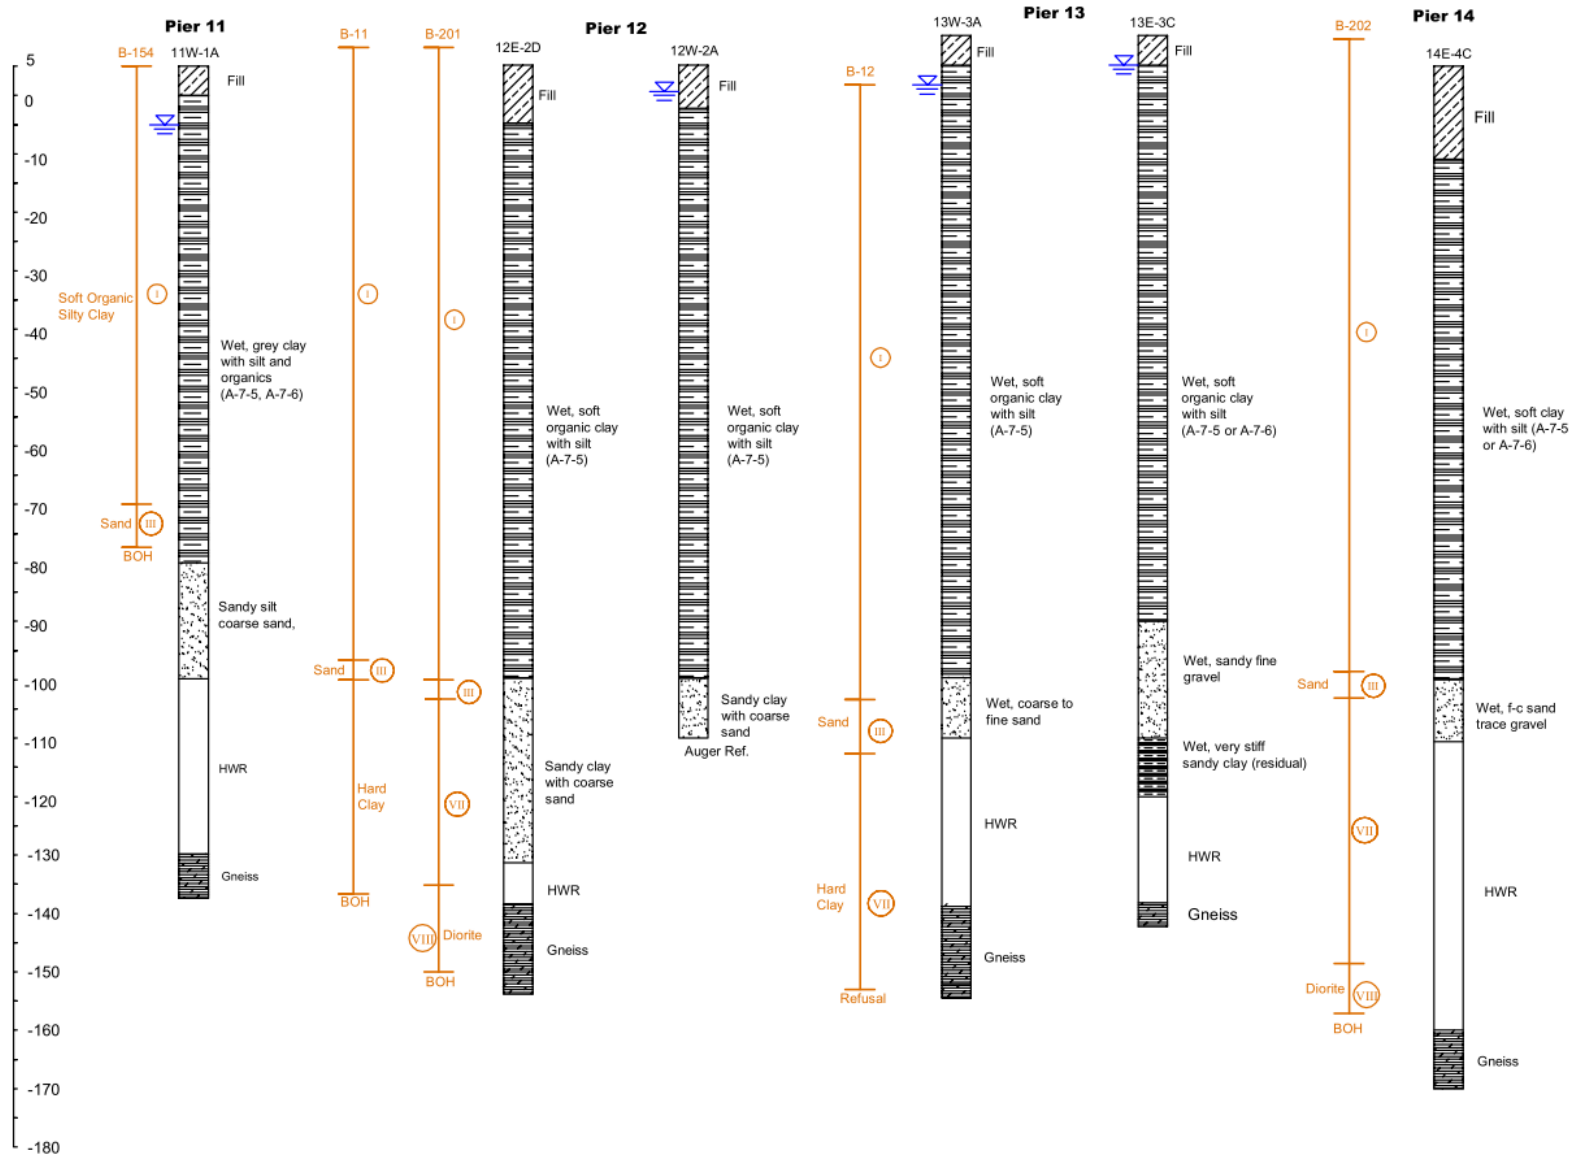 Pier 11
Pier 12
Pier 13
Pier 14
B-154
11W-1A
B-11
B-201
12E-2D
12W-2A
B-12
13W-3A
13E-3C
B-202
14E-4C
5
0
-10
-20
-30
-40
-50
-60
-70
-80
-90
-100
-110
-120
-130
-140
-150
-160
-170
-180
Soft Organic
Silty Clay
I
Sand
III
BOH
Fill
Wet, grey clay
with silt and
organics
(A-7-5, A-7-6)
Sandy silt
coarse sand,
HWR
Gneiss
I
Sand
III
Hard
Clay
BOH
I
III
VII
VIII
Diorite
BOH
Fill
Wet, soft
organic clay
with silt
(A-7-5)
Sandy clay
with coarse
sand
HWR
Gneiss
Fill
Wet, soft
organic clay
with silt
(A-7-5)
Sandy clay
with coarse
sand
Auger Ref.
I
Sand
III
Hard
Clay
VII
Refusal
Fill
Wet, soft
organic clay
with silt
(A-7-5)
Wet, coarse to
fine sand
HWR
Gneiss
Fill
Wet, soft
organic clay
with silt
(A-7-5 or A-7-6)
Wet, sandy fine
gravel
Wet, very stiff
sandy clay (residual)
HWR
Gneiss
I
Sand
III
VII
Diorite
VIII
BOH
Fill
Wet, soft clay
with silt (A-7-5
or A-7-6)
Wet, f-c sand
trace gravel
HWR
Gneiss